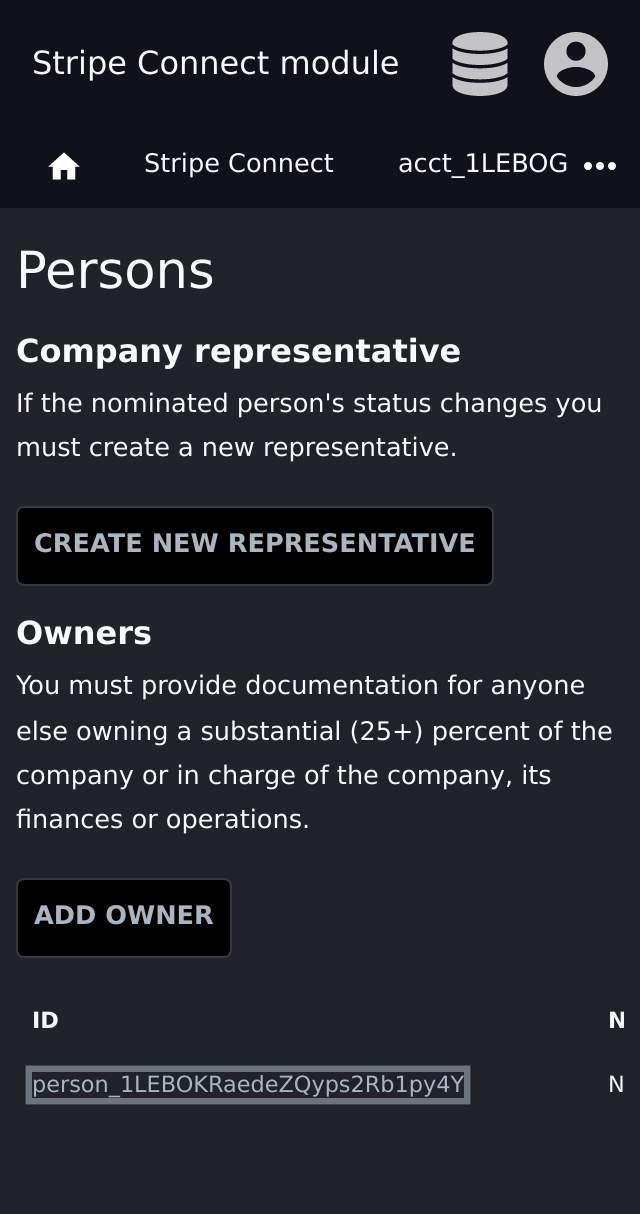 Stripe Connect module
Stripe Connect acct_1LEBOG
Persons
Company representative
If the nominated person's status changes you
must create a new representative.
CREATE NEW REPRESENTATIVE
Owners
You must provide documentation for anyone
else owning a substantial (25+) percent of the
company or in charge of the company, its
finances or operations.
ADD OWNER
ID N
person_1LEBOKRaedeZQyps2Rb1py4Y N